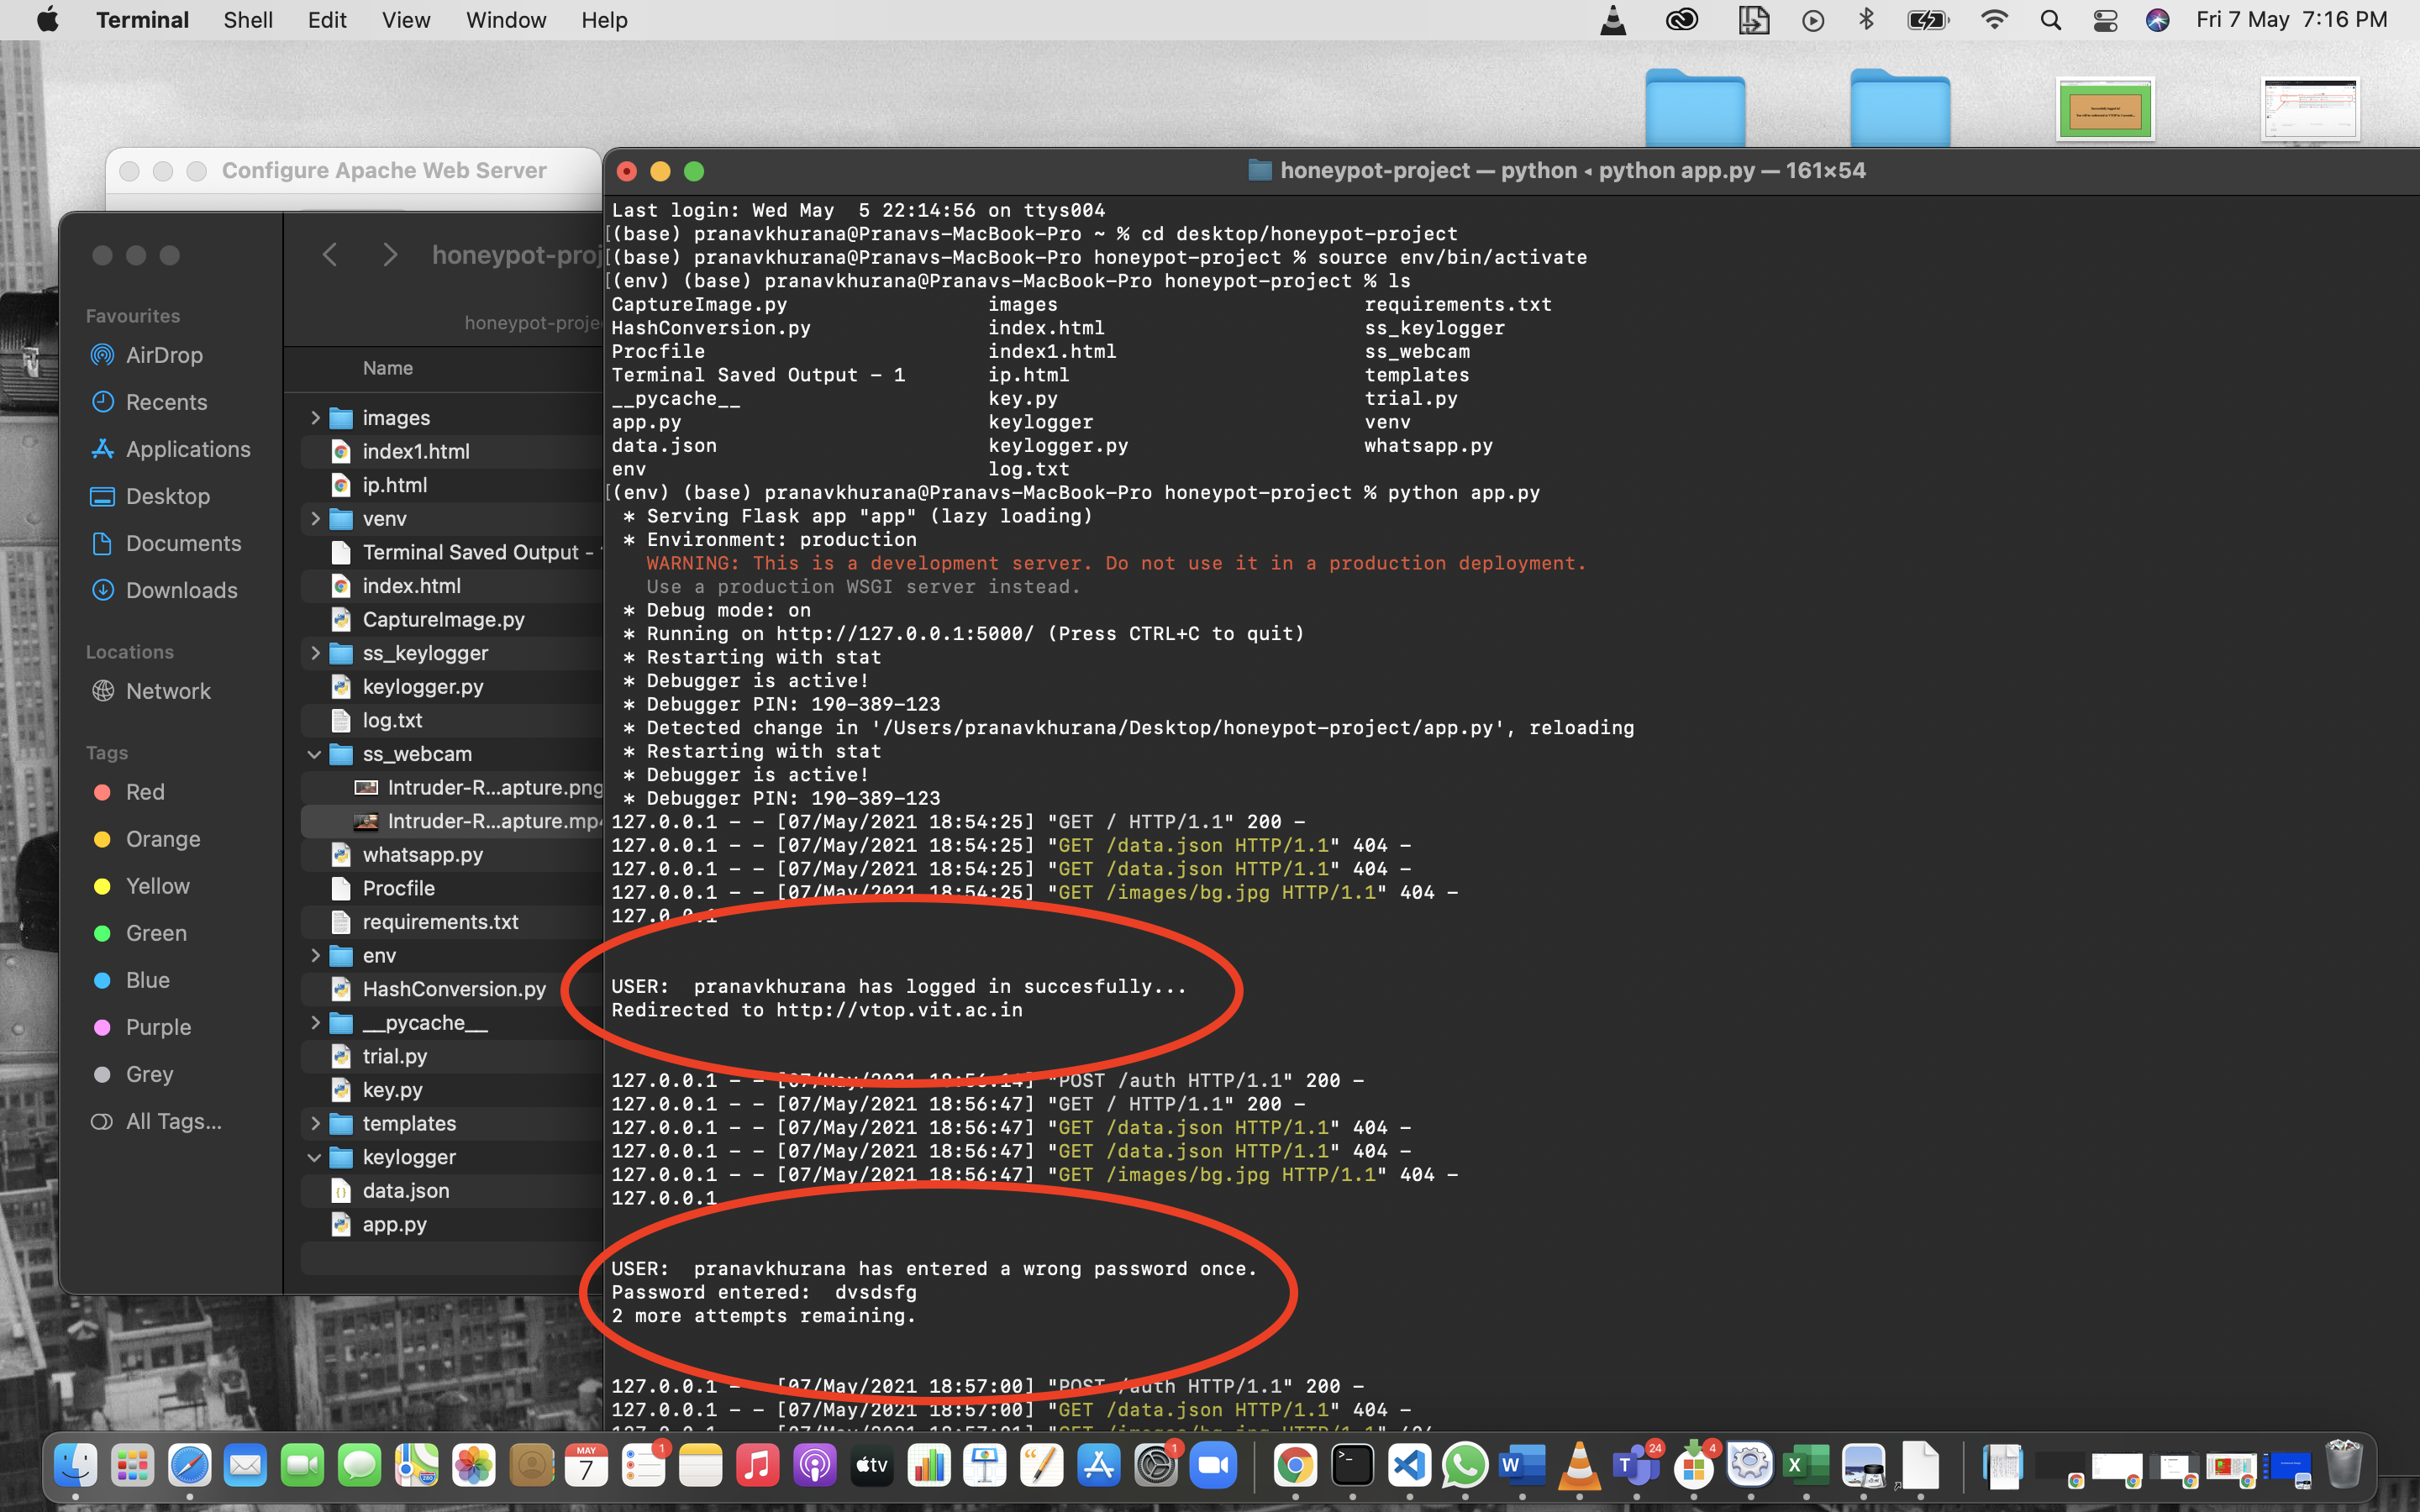 Terminal Shell Edit View Window Help
Fri 7 May 7:16 PM
Configure Apache Web Server
honeypot-project — python ◂ python app.py — 161×54
honeypot-proj
honeypot-projec
Favourites
AirDrop
Recents
Applications
Desktop
Documents
Downloads
Locations
Network
Tags
Red
Orange
Yellow
Green
Blue
Purple
Grey
All Tags...
Name
images
index1.html
ip.html
venv
Terminal Saved Output -
index.html
CaptureImage.py
ss_keylogger
keylogger.py
log.txt
ss_webcam
Intruder-R...apture.png
Intruder-R...apture.mp4
whatsapp.py
Procfile
requirements.txt
env
HashConversion.py
__pycache__
trial.py
key.py
templates
keylogger
data.json
app.py
Last login: Wed May  5 22:14:56 on ttys004
[(base) pranavkhurana@Pranavs-MacBook-Pro ~ % cd desktop/honeypot-project
[(base) pranavkhurana@Pranavs-MacBook-Pro honeypot-project % source env/bin/activate
[(env) (base) pranavkhurana@Pranavs-MacBook-Pro honeypot-project % ls
CaptureImage.py images requirements.txt
HashConversion.py index.html ss_keylogger
Procfile index1.html ss_webcam
Terminal Saved Output - 1 ip.html templates
__pycache__ key.py trial.py
app.py keylogger venv
data.json keylogger.py whatsapp.py
env log.txt
[(env) (base) pranavkhurana@Pranavs-MacBook-Pro honeypot-project % python app.py
* Serving Flask app "app" (lazy loading)
* Environment: production
WARNING: This is a development server. Do not use it in a production deployment.
Use a production WSGI server instead.
* Debug mode: on
* Running on http://127.0.0.1:5000/ (Press CTRL+C to quit)
* Restarting with stat
* Debugger is active!
* Debugger PIN: 190-389-123
* Detected change in '/Users/pranavkhurana/Desktop/honeypot-project/app.py', reloading
* Restarting with stat
* Debugger is active!
* Debugger PIN: 190-389-123
127.0.0.1 - - [07/May/2021 18:54:25] "GET / HTTP/1.1" 200 -
127.0.0.1 - - [07/May/2021 18:54:25] "GET /data.json HTTP/1.1" 404 -
127.0.0.1 - - [07/May/2021 18:54:25] "GET /data.json HTTP/1.1" 404 -
127.0.0.1 - - [07/May/2021 18:54:25] "GET /images/bg.jpg HTTP/1.1" 404 -
127.0.0.1
USER:  pranavkhurana has logged in succesfully...
Redirected to http://vtop.vit.ac.in
127.0.0.1 - - [07/May/2021 18:56:14] "POST /auth HTTP/1.1" 200 -
127.0.0.1 - - [07/May/2021 18:56:47] "GET / HTTP/1.1" 200 -
127.0.0.1 - - [07/May/2021 18:56:47] "GET /data.json HTTP/1.1" 404 -
127.0.0.1 - - [07/May/2021 18:56:47] "GET /data.json HTTP/1.1" 404 -
127.0.0.1 - - [07/May/2021 18:56:47] "GET /images/bg.jpg HTTP/1.1" 404 -
127.0.0.1
USER:  pranavkhurana has entered a wrong password once.
Password entered:  dvsdsfg
2 more attempts remaining.
127.0.0.1 - - [07/May/2021 18:57:00] "POST /auth HTTP/1.1" 200 -
127.0.0.1 - - [07/May/2021 18:57:00] "GET /data.json HTTP/1.1" 404 -
MAY
7
1
tv
1
24
4